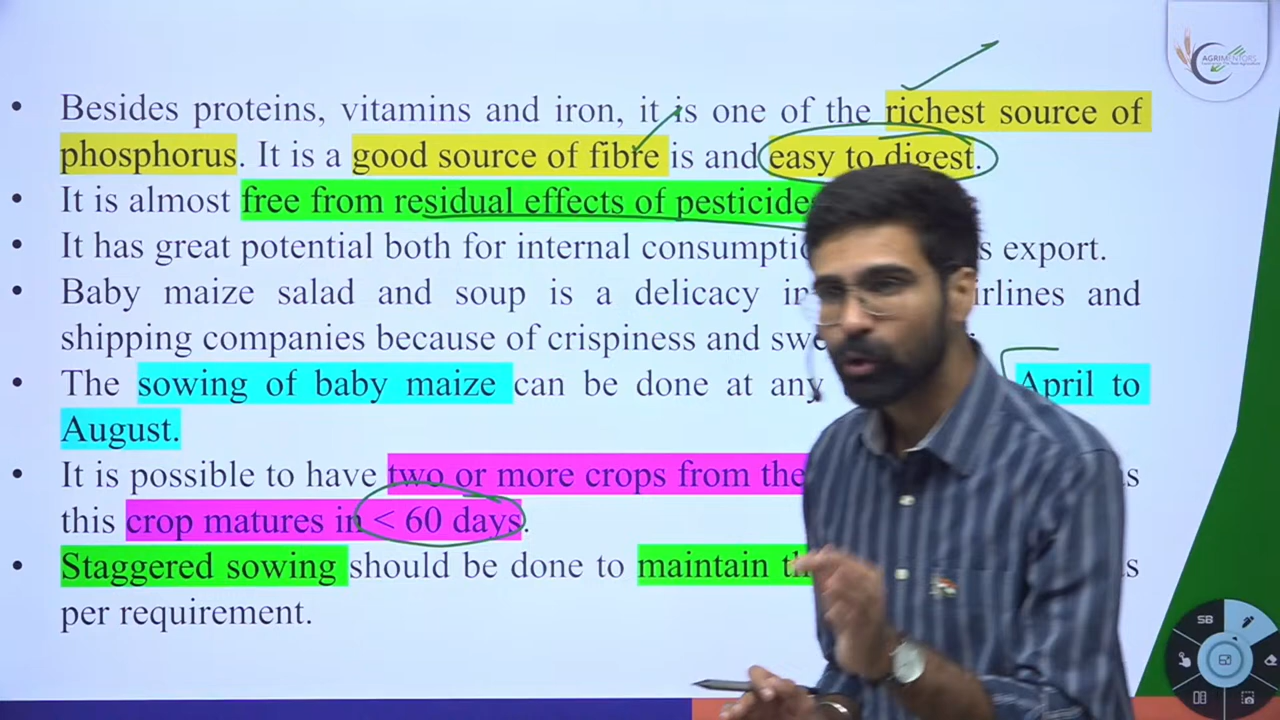 • Besides proteins, vitamins and iron, it is one of the richest source of
phosphorus. It is a good source of fibre is and easy to digest.
• It is almost free from residual effects of pesticide
• It has great potential both for internal export.
• Baby maize salad and soup is a delicacy in and
shipping companies because of crispiness and
• The sowing of baby maize can be done at any April to
August.
• It is possible to have two or more crops from the
this crop matures in < 60 days.
• Staggered sowing should be done to maintain
per requirement.
AGRIMENTORS
SB